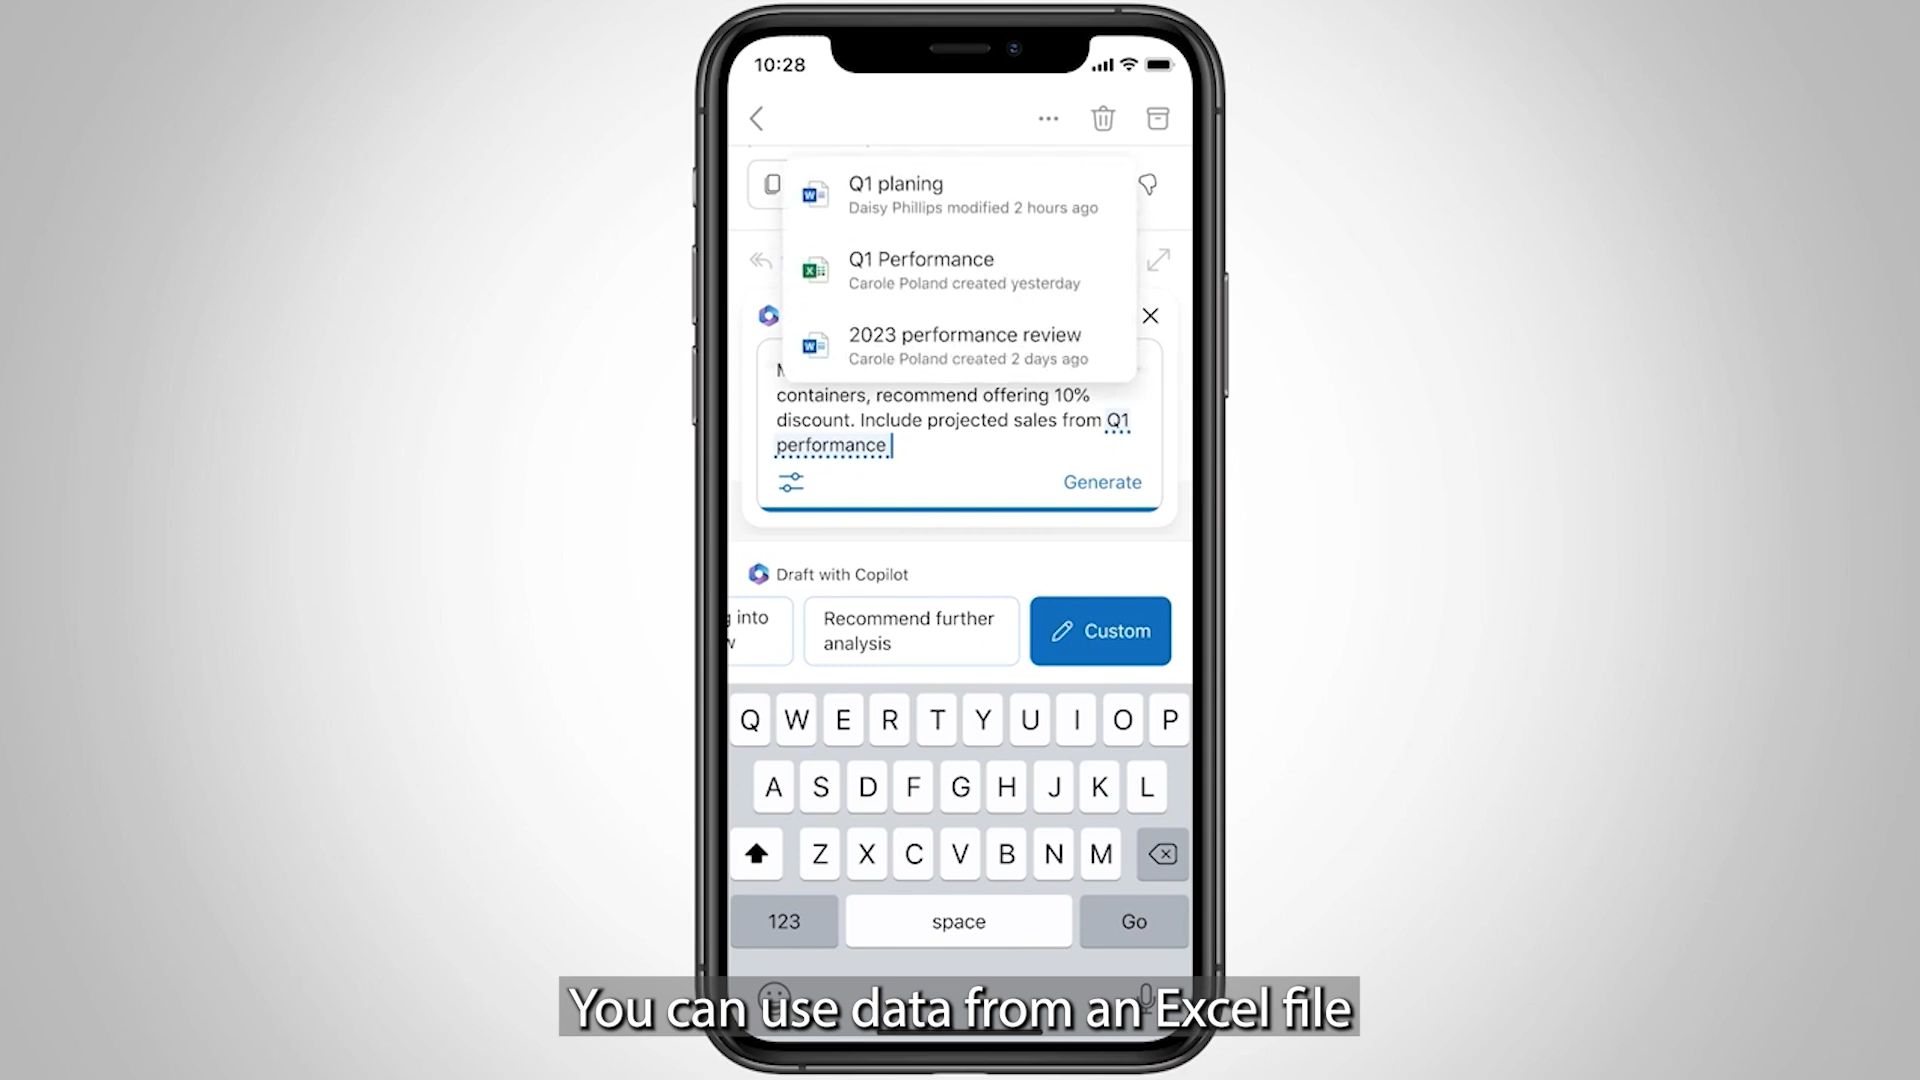 10:28
Q1 planing
Daisy Phillips modified 2 hours ago
Q1 Performance
Carole Poland created yesterday
2023 performance review
Carole Poland created 2 days ago
containers, recommend offering 10%
discount. Include projected sales from Q1
performance
Generate
Draft with Copilot
into
Recommend further
analysis
Custom
Q W E R T Y U I O P
A S D F G H J K L
Z X C V B N M
123 space Go
You can use data from an Excel file